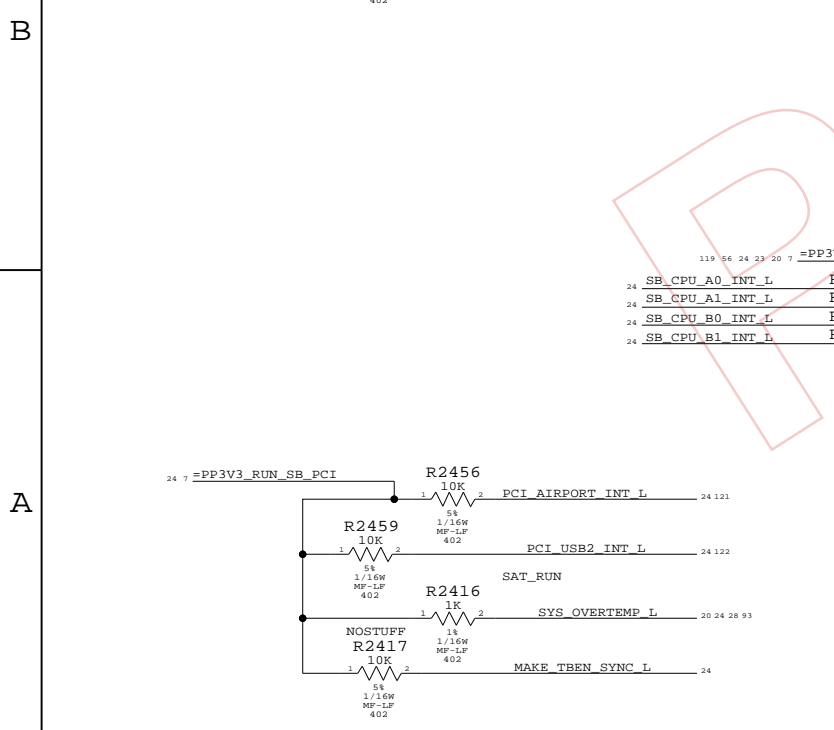 402
B
119 56 24 23 20 7 =PP3
24 SB_CPU_A0_INT_L
24 SB_CPU_A1_INT_L
24 SB_CPU_B0_INT_L
24 SB_CPU_B1_INT_L
A
24 7 =PP3V3_RUN_SB_PCI
R2456
10K
1 2 PCI_AIRPORT_INT_L 24 121
5%
1/16W
MF-LF
402
R2459
10K
1 2 PCI_USB2_INT_L 24 122
5%
1/16W
MF-LF
402
SAT_RUN
R2416
1K
1 2 SYS_OVERTEMP_L 20 24 28 93
1%
1/16W
MF-LF
402
NOSTUFF
R2417
10K
1 2 MAKE_TBEN_SYNC_L 24
5%
1/16W
MF-LF
402